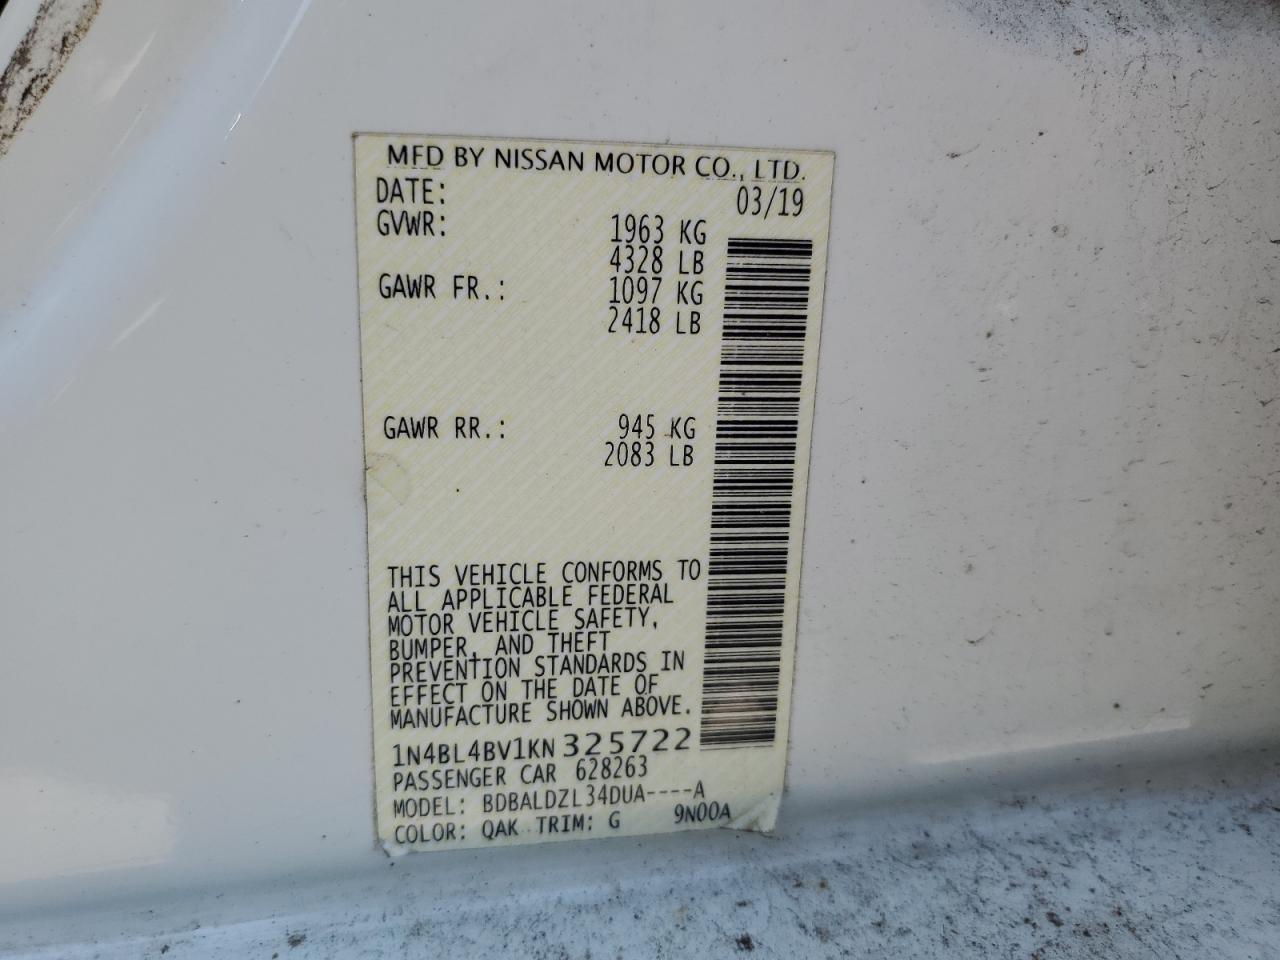 MFD BY NISSAN MOTOR CO., LTD.
DATE: 03/19
GVWR: 1963 KG
4328 LB
GAWR FR.: 1097 KG
2418 LB
GAWR RR.: 945 KG
2083 LB
THIS VEHICLE CONFORMS TO
ALL APPLICABLE FEDERAL
MOTOR VEHICLE SAFETY,
BUMPER, AND THEFT
PREVENTION STANDARDS IN
EFFECT ON THE DATE OF
MANUFACTURE SHOWN ABOVE.
1N4BL4BV1KN325722
PASSENGER CAR 628263
MODEL: BDBALDZL34DUA----A
COLOR: QAK TRIM: G 9N00A